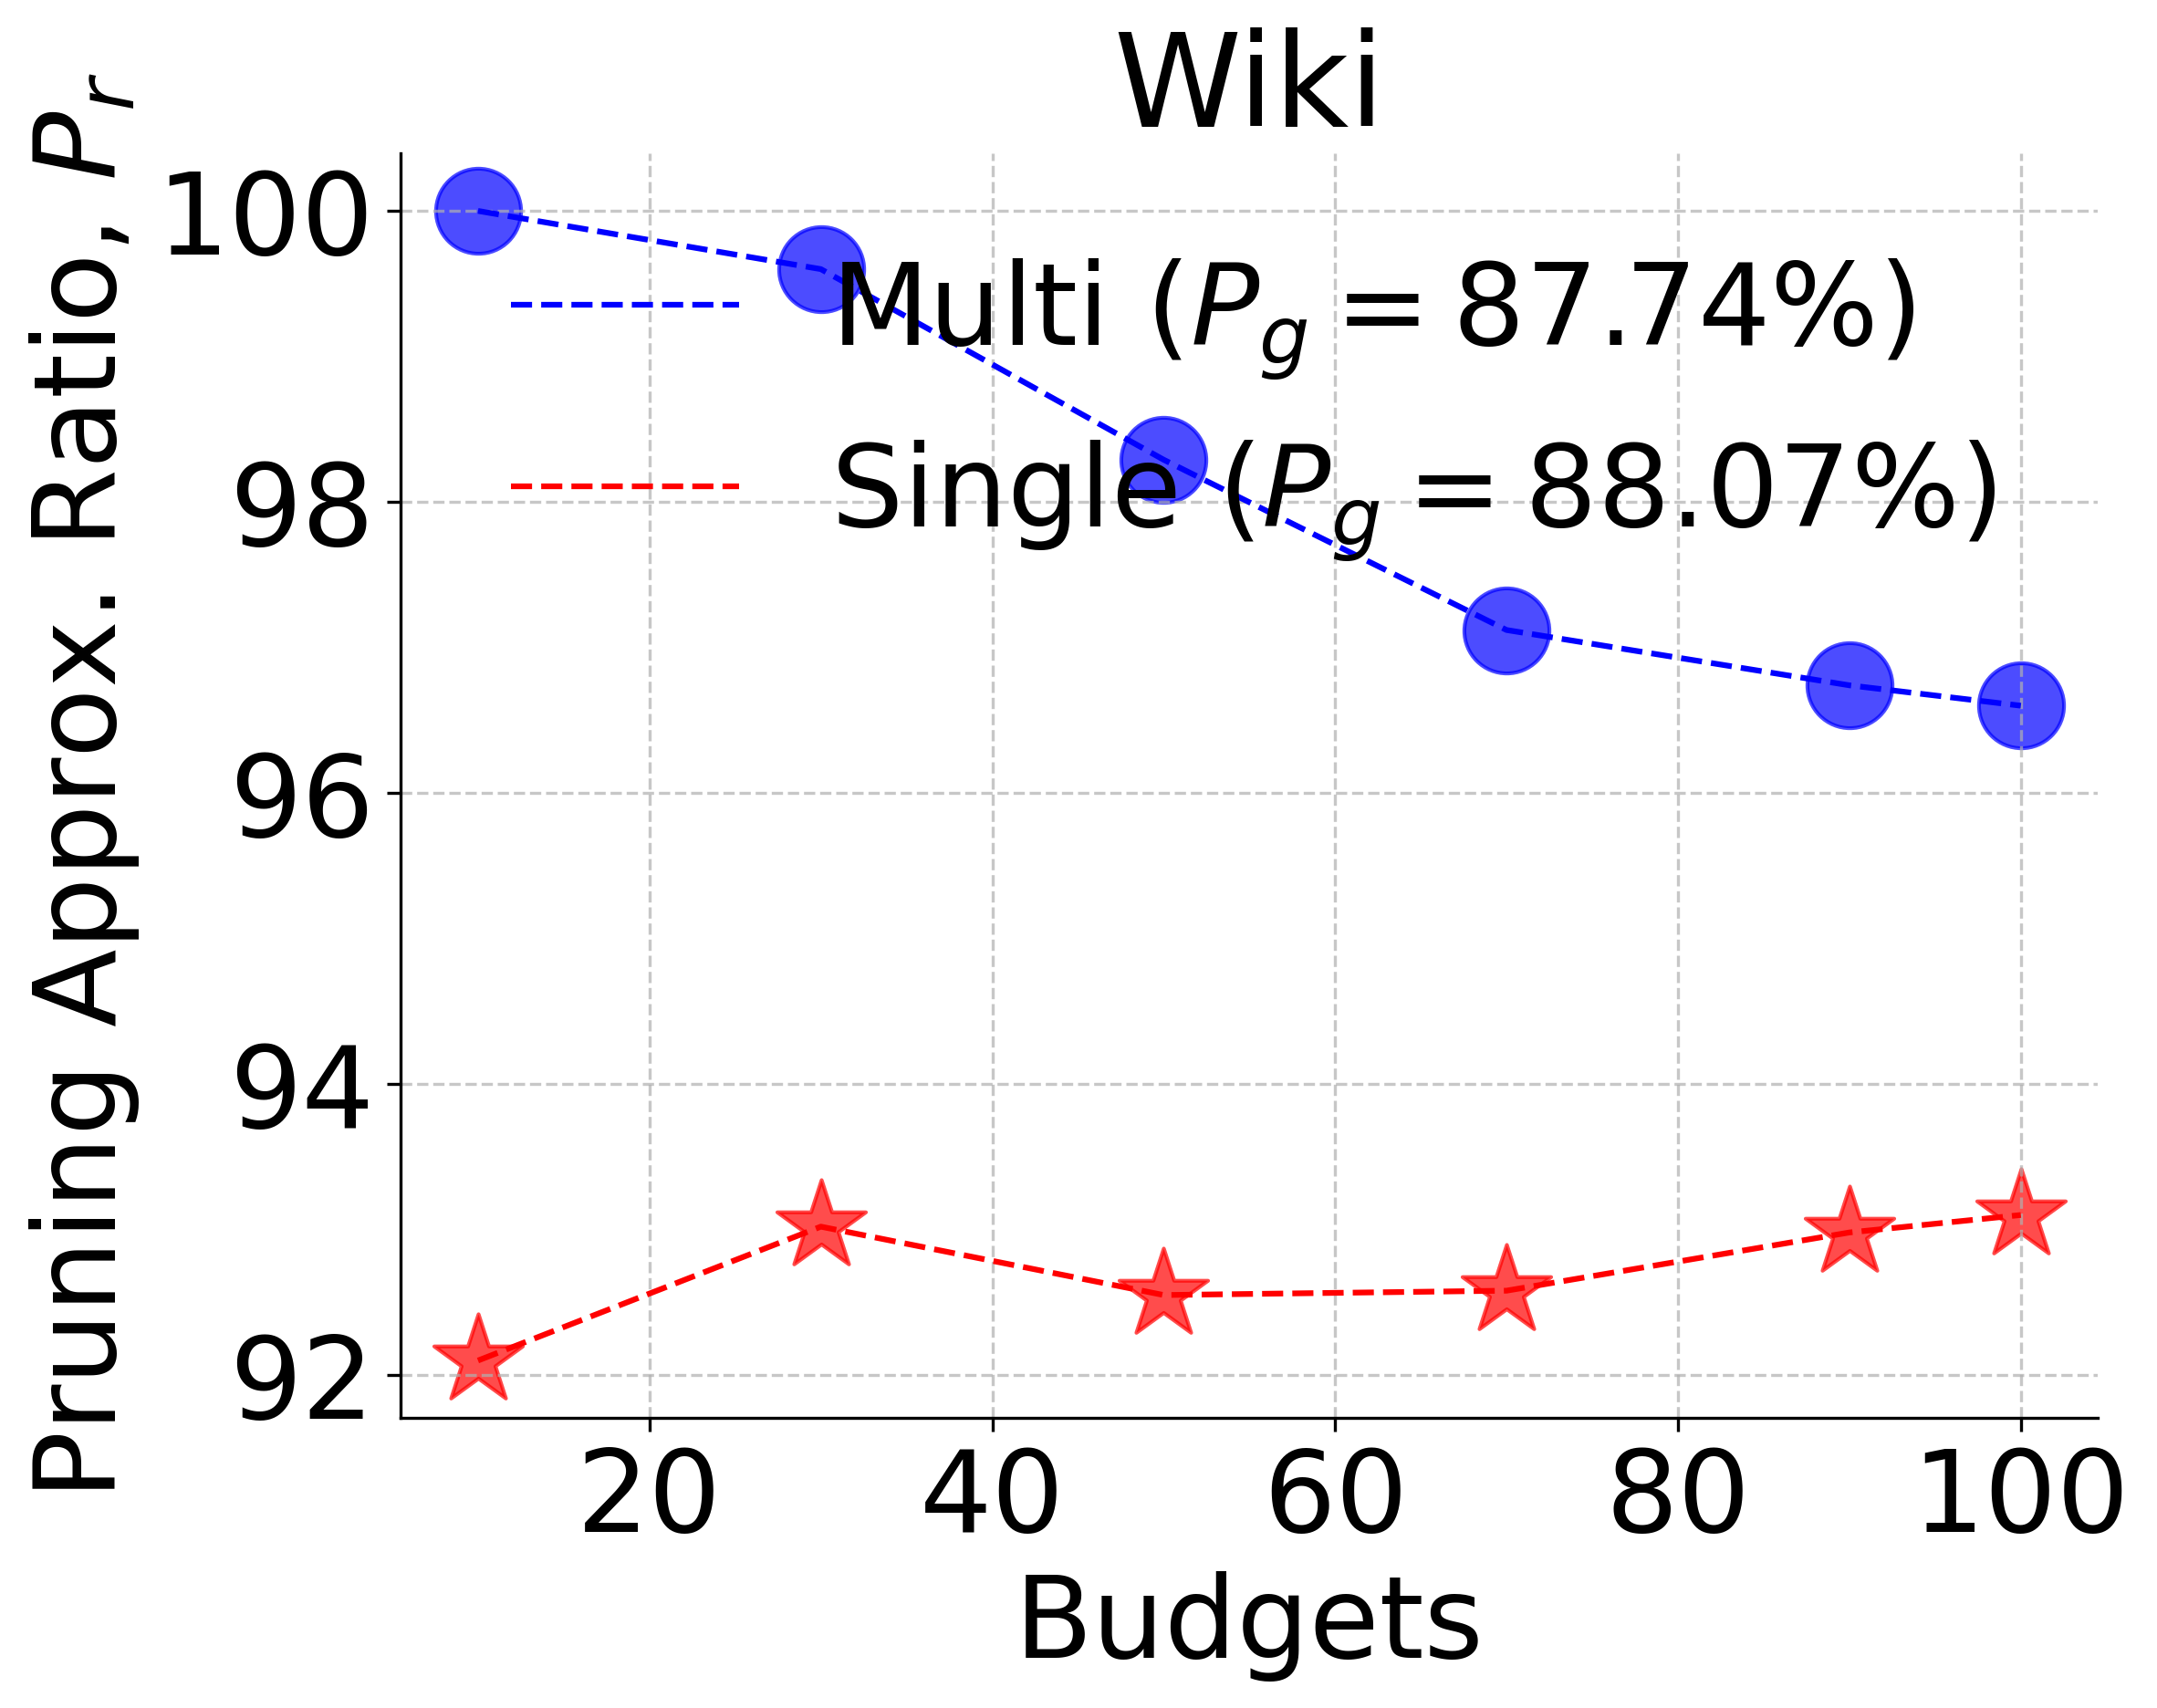 Wiki
Pruning Approx. Ratio, P_r
100
98
96
94
92
Multi (P_g = 87.74%)
Single (P_g = 88.07%)
20 40 60 80 100
Budgets